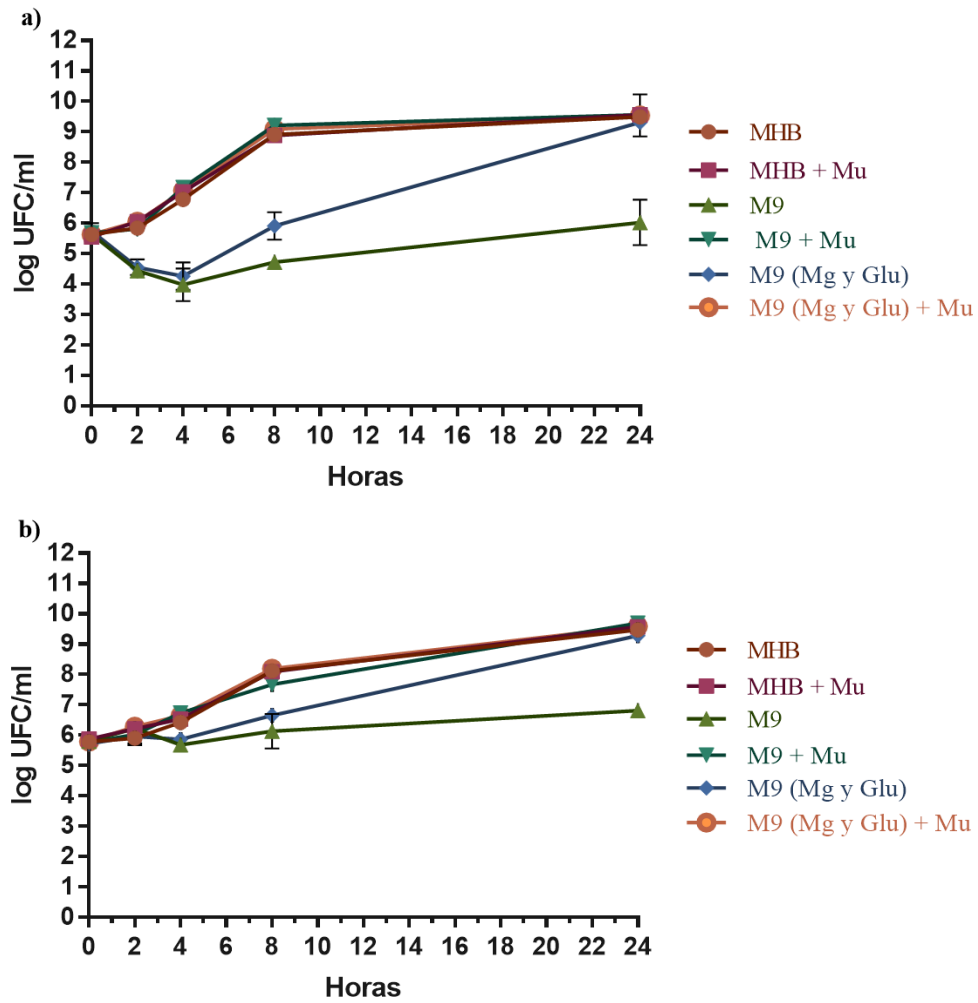 a)
12
11
10
9
8
7
6
5
4
3
2
1
0
log UFC/ml
0 2 4 6 8 10 12 14 16 18 20 22 24
Horas
MHB
MHB + Mu
M9
M9 + Mu
M9 (Mg y Glu)
M9 (Mg y Glu) + Mu
b)
12
11
10
9
8
7
6
5
4
3
2
1
0
log UFC/ml
0 2 4 6 8 10 12 14 16 18 20 22 24
Horas
MHB
MHB + Mu
M9
M9 + Mu
M9 (Mg y Glu)
M9 (Mg y Glu) + Mu